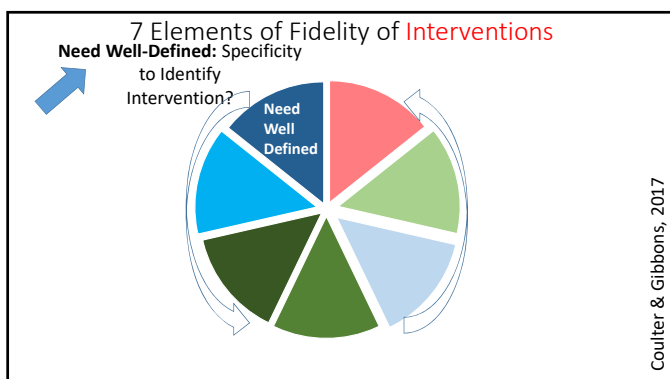 7 Elements of Fidelity of Interventions
Need Well-Defined: Specificity
to Identify
Intervention?
Need
Well
Defined
Coulter & Gibbons, 2017